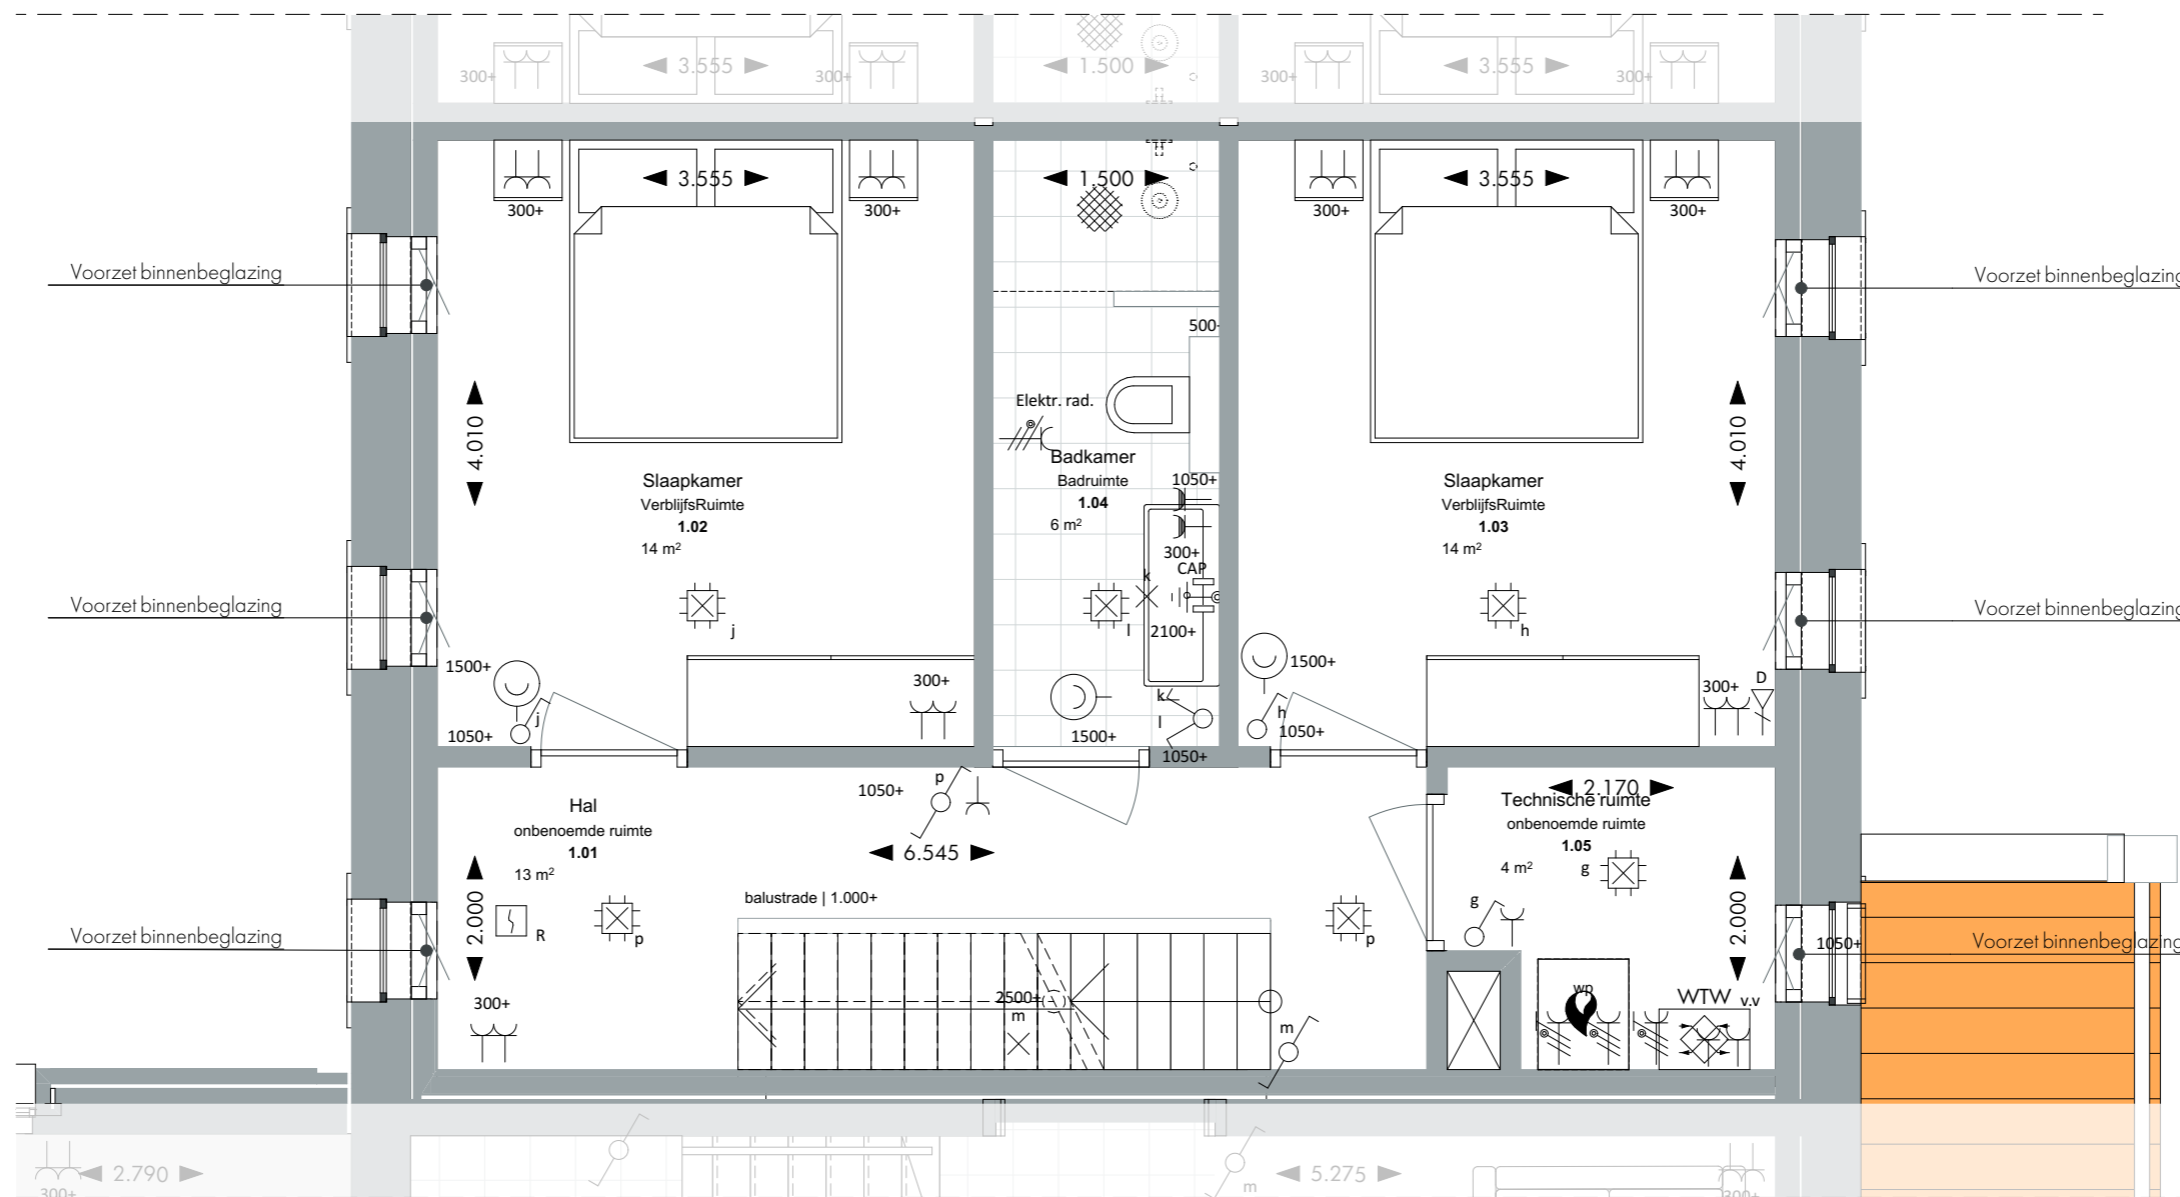 300+
3.555
300+
1.500
300+
3.555
300+
3.555
1.500
3.555
300+
300+
300+
300+
Voorzet binnenbeglazing
Voorzet binnenbeglazing
500+
Elektr. rad.
4.010
4.010
Badkamer
Badruimte
1.04
6 m²
1050+
Slaapkamer
VerblijfsRuimte
1.02
14 m²
Slaapkamer
VerblijfsRuimte
1.03
14 m²
300+
CAP
k
j
l
2100+
h
Voorzet binnenbeglazing
Voorzet binnenbeglazing
1500+
300+
1500+
300+
D
j
k
l
h
1050+
1500+
1050+
1050+
p
1050+
Hal
onbenoemde ruimte
1.01
13 m²
6.545
2.170
Technische ruimte
onbenoemde ruimte
1.05
4 m²
g
g
balustrade | 1.000+
2.000
2.000
R
p
p
Voorzet binnenbeglazing
1050+
Voorzet binnenbeglazing
300+
2500+
m
m
wp
WTW
v.v
2.790
300+
m
5.275
300+